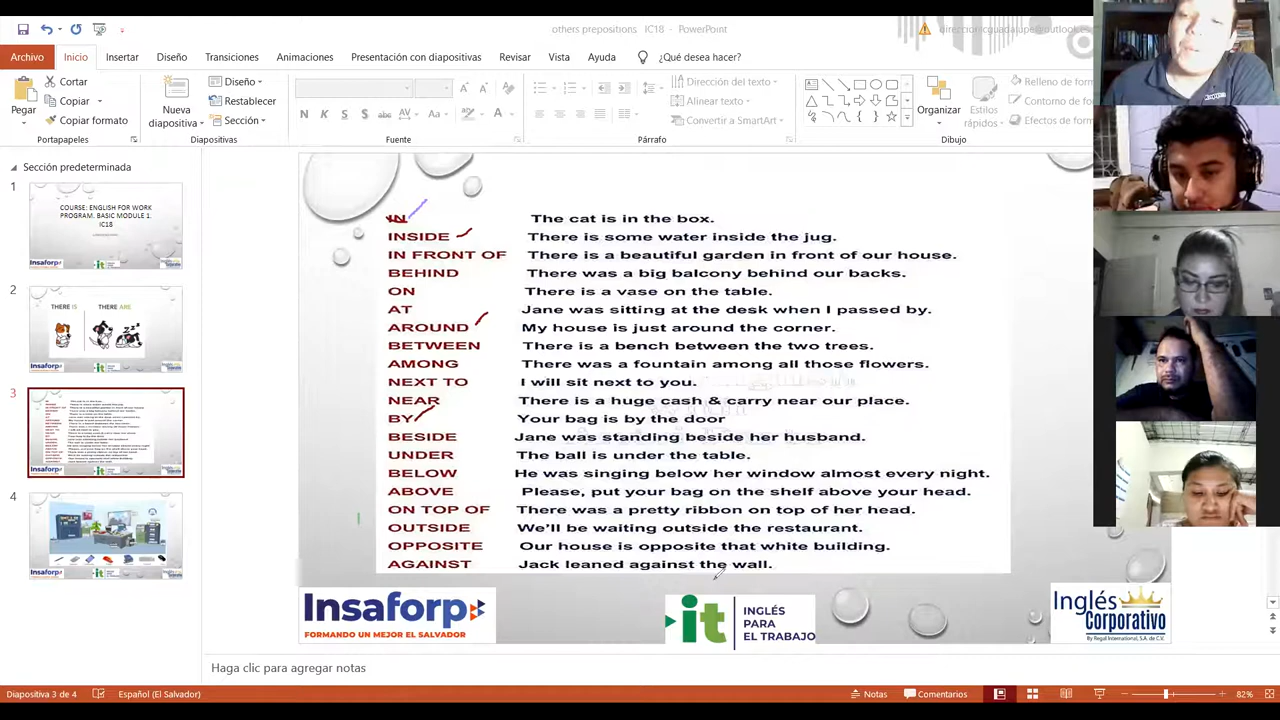 others prepositions IC18 - PowerPoint
Archivo Inicio Insertar Diseño Transiciones Animaciones Presentación con diapositivas Revisar Vista Ayuda ¿Qué desea hacer?
Pegar
Cortar
Copiar
Copiar formato
Portapapeles
Nueva
diapositiva
Diseño
Restablecer
Sección
Diapositivas
N K S S abc AV Aa A
Fuente
Dirección del texto
Alinear texto
Convertir a SmartArt
Párrafo
Organizar
Estilos
rápidos
Relleno de
Contorno de
Efectos de
Dibujo
Sección predeterminada
1
COURSE: ENGLISH FOR WORK
PROGRAM. BASIC MODULE 1.
IC18
2
THERE IS THERE ARE
3
4
IN The cat is in the box.
INSIDE There is some water inside the jug.
IN FRONT OF There is a beautiful garden in front of our house.
BEHIND There was a big balcony behind our backs.
ON There is a vase on the table.
AT Jane was sitting at the desk when I passed by.
AROUND My house is just around the corner.
BETWEEN There is a bench between the two trees.
AMONG There was a fountain among all those flowers.
NEXT TO I will sit next to you.
NEAR There is a huge cash & carry near our place.
BY Your bag is by the door
BESIDE Jane was standing beside her husband.
UNDER The ball is under the table.
BELOW He was singing below her window almost every night.
ABOVE Please, put your bag on the shelf above your head.
ON TOP OF There was a pretty ribbon on top of her head.
OUTSIDE We'll be waiting outside the restaurant.
OPPOSITE Our house is opposite that white building.
AGAINST Jack leaned against the wall.
Insaforp
FORMANDO UN MEJOR EL SALVADOR
it
INGLÉS
PARA
EL TRABAJO
Inglés
Corporativo
By Regal International, S.A. de C.V.
Haga clic para agregar notas
Diapositiva 3 de 4 Español (El Salvador) Notas Comentarios 82%